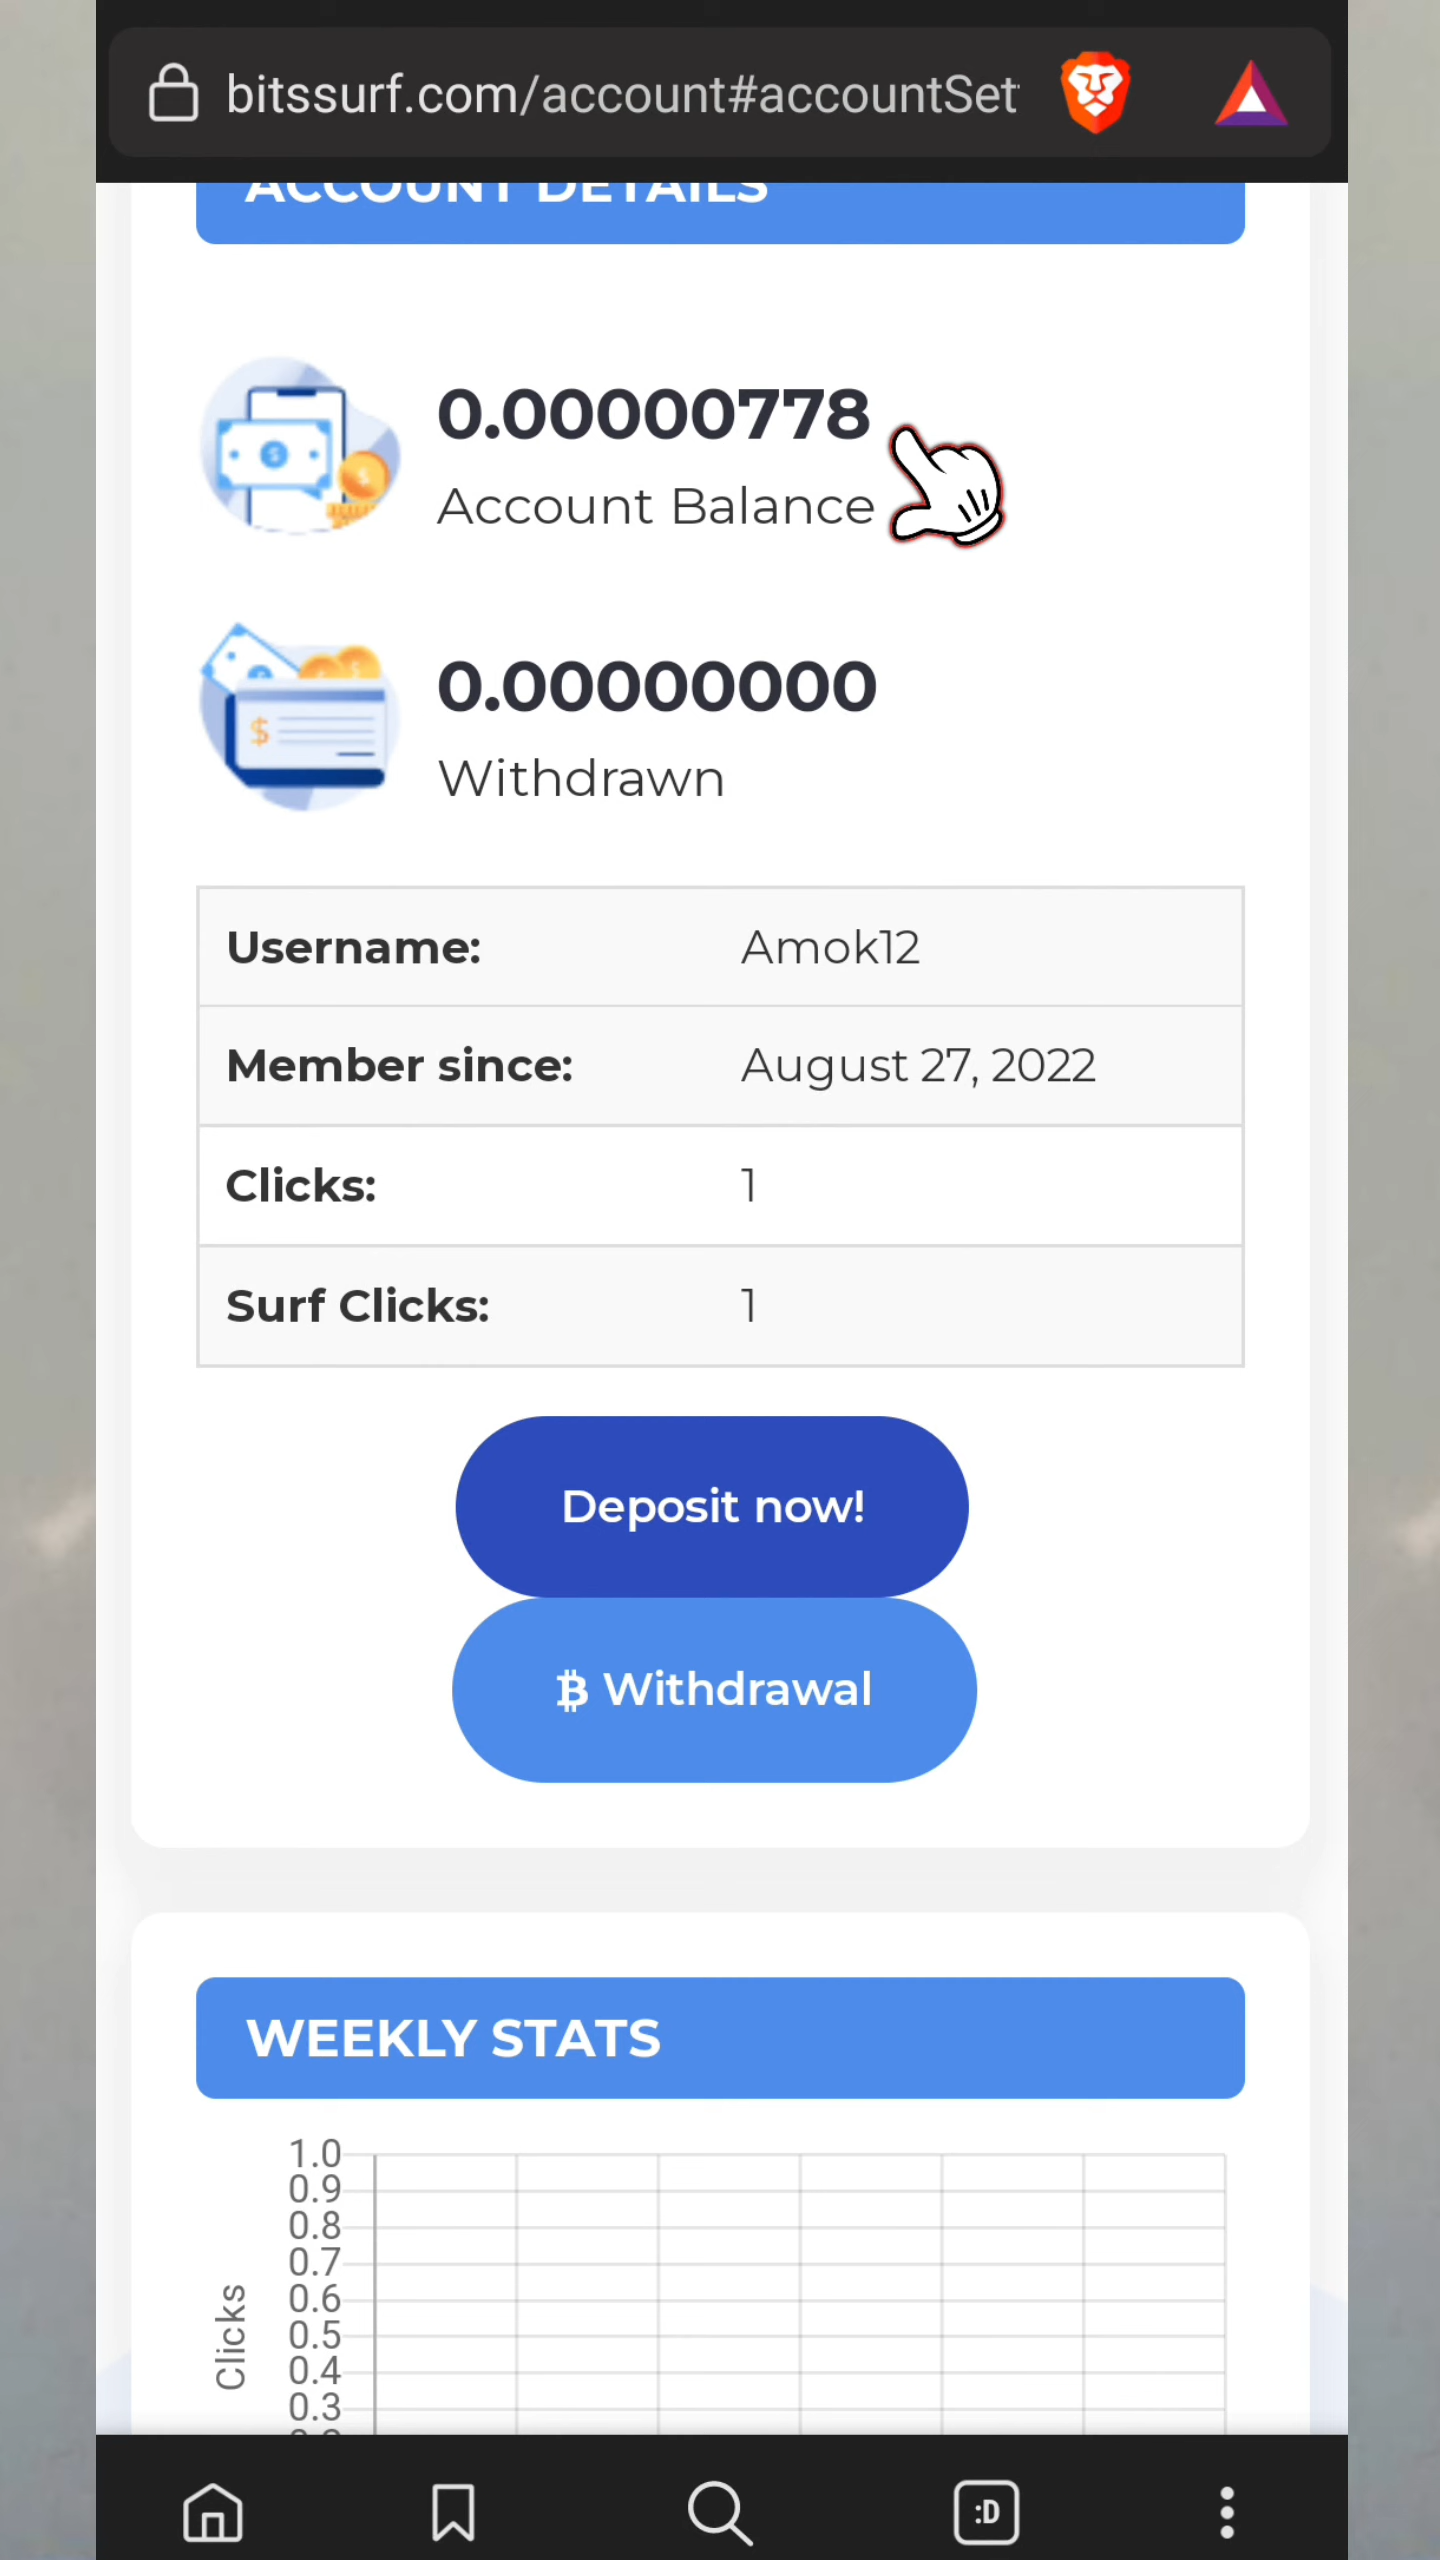 bitssurf.com/account#accountSet
ACCOUNT DETAILS
0.00000778
Account Balance
$
0.00000000
Withdrawn
Username: Amok12
Member since: August 27, 2022
Clicks: 1
Surf Clicks: 1
Deposit now!
₿ Withdrawal
WEEKLY STATS
Clicks
1.0
0.9
0.8
0.7
0.6
0.5
0.4
0.3
:D